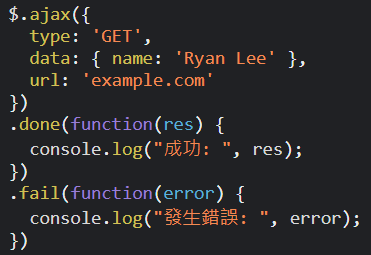 $.ajax({
  type: 'GET',
  data: { name: 'Ryan Lee' },
  url: 'example.com'
})
.done(function(res) {
  console.log("成功: ", res);
})
.fail(function(error) {
  console.log("發生錯誤: ", error);
})